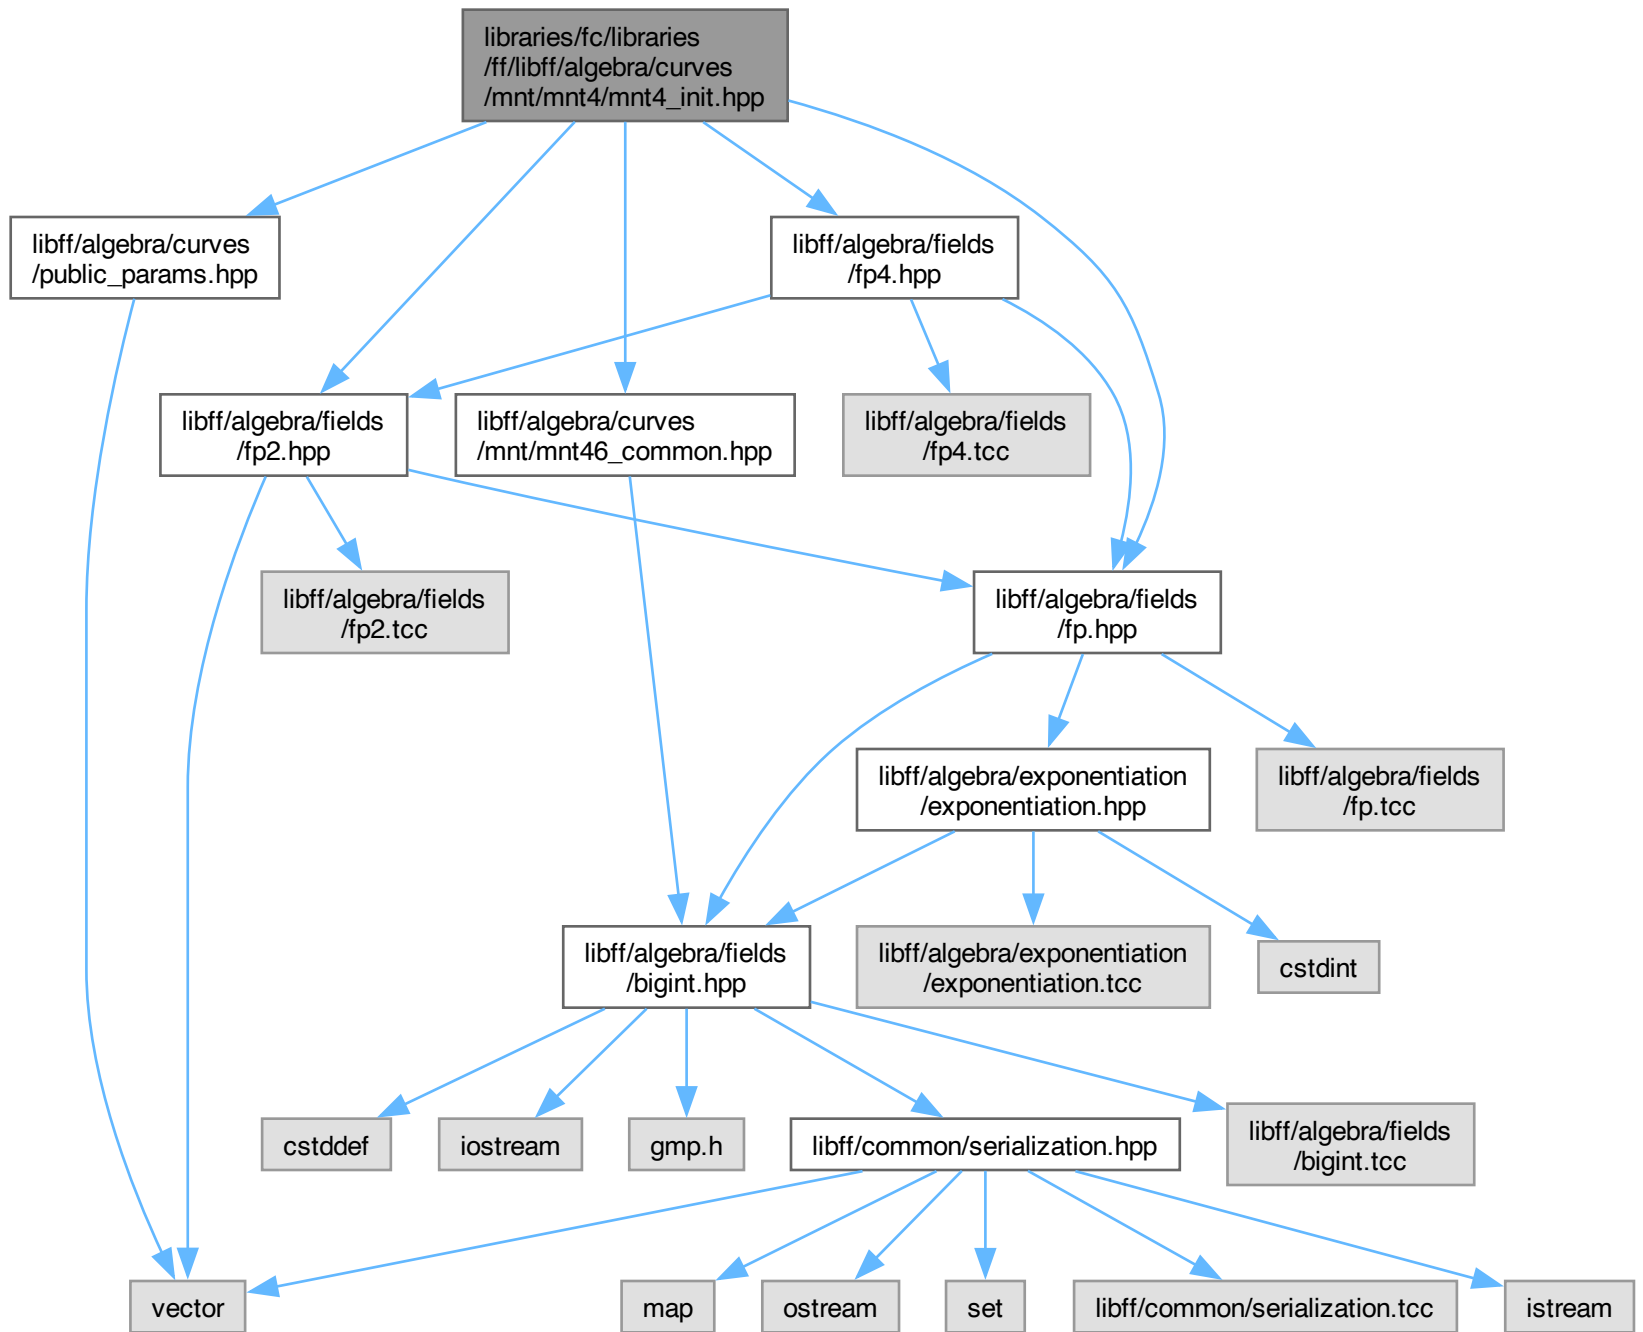 libraries/fc/libraries
/ff/libff/algebra/curves
/mnt/mnt4/mnt4_init.hpp
libff/algebra/curves
/public_params.hpp
libff/algebra/fields
/fp4.hpp
libff/algebra/fields
/fp2.hpp
libff/algebra/curves
/mnt/mnt46_common.hpp
libff/algebra/fields
/fp4.tcc
libff/algebra/fields
/fp2.tcc
libff/algebra/fields
/fp.hpp
libff/algebra/exponentiation
/exponentiation.hpp
libff/algebra/fields
/fp.tcc
libff/algebra/fields
/bigint.hpp
libff/algebra/exponentiation
/exponentiation.tcc
cstdint
cstddef
iostream
gmp.h
libff/common/serialization.hpp
libff/algebra/fields
/bigint.tcc
vector
map
ostream
set
libff/common/serialization.tcc
istream